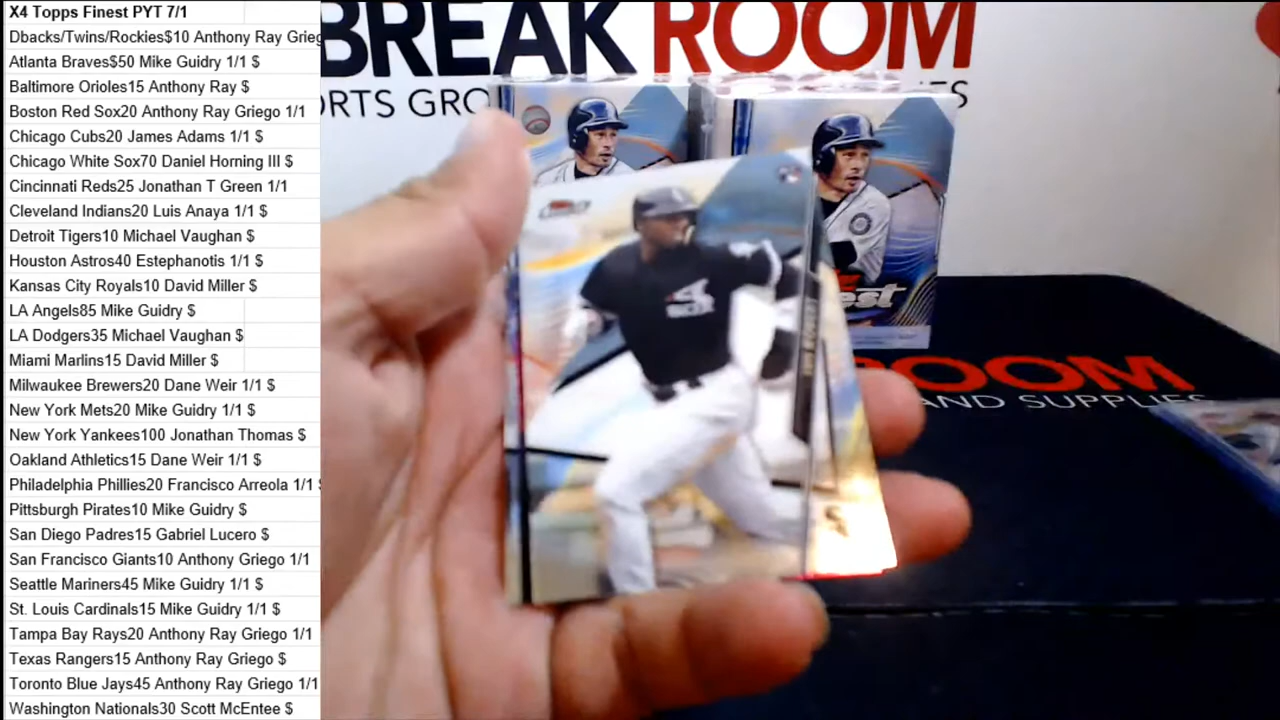 X4 Topps Finest PYT 7/1
Dbacks/Twins/Rockies$10 Anthony Ray Grieg
Atlanta Braves$50 Mike Guidry 1/1 $
Baltimore Orioles15 Anthony Ray $
Boston Red Sox20 Anthony Ray Griego 1/1
Chicago Cubs20 James Adams 1/1 $
Chicago White Sox70 Daniel Horning III $
Cincinnati Reds25 Jonathan T Green 1/1
Cleveland Indians20 Luis Anaya 1/1 $
Detroit Tigers10 Michael Vaughan $
Houston Astros40 Estephanotis 1/1 $
Kansas City Royals10 David Miller $
LA Angels85 Mike Guidry $
LA Dodgers35 Michael Vaughan $
Miami Marlins15 David Miller $
Milwaukee Brewers20 Dane Weir 1/1 $
New York Mets20 Mike Guidry 1/1 $
New York Yankees100 Jonathan Thomas $
Oakland Athletics15 Dane Weir 1/1 $
Philadelphia Phillies20 Francisco Arreola 1/1 $
Pittsburgh Pirates10 Mike Guidry $
San Diego Padres15 Gabriel Lucero $
San Francisco Giants10 Anthony Griego 1/1
Seattle Mariners45 Mike Guidry 1/1 $
St. Louis Cardinals15 Mike Guidry 1/1 $
Tampa Bay Rays20 Anthony Ray Griego 1/1
Texas Rangers15 Anthony Ray Griego $
Toronto Blue Jays45 Anthony Ray Griego 1/1
Washington Nationals30 Scott McEntee $
BREAK ROOM
ORTS GRO
ES
est
ROOM
AND SUPPLIES
SOX